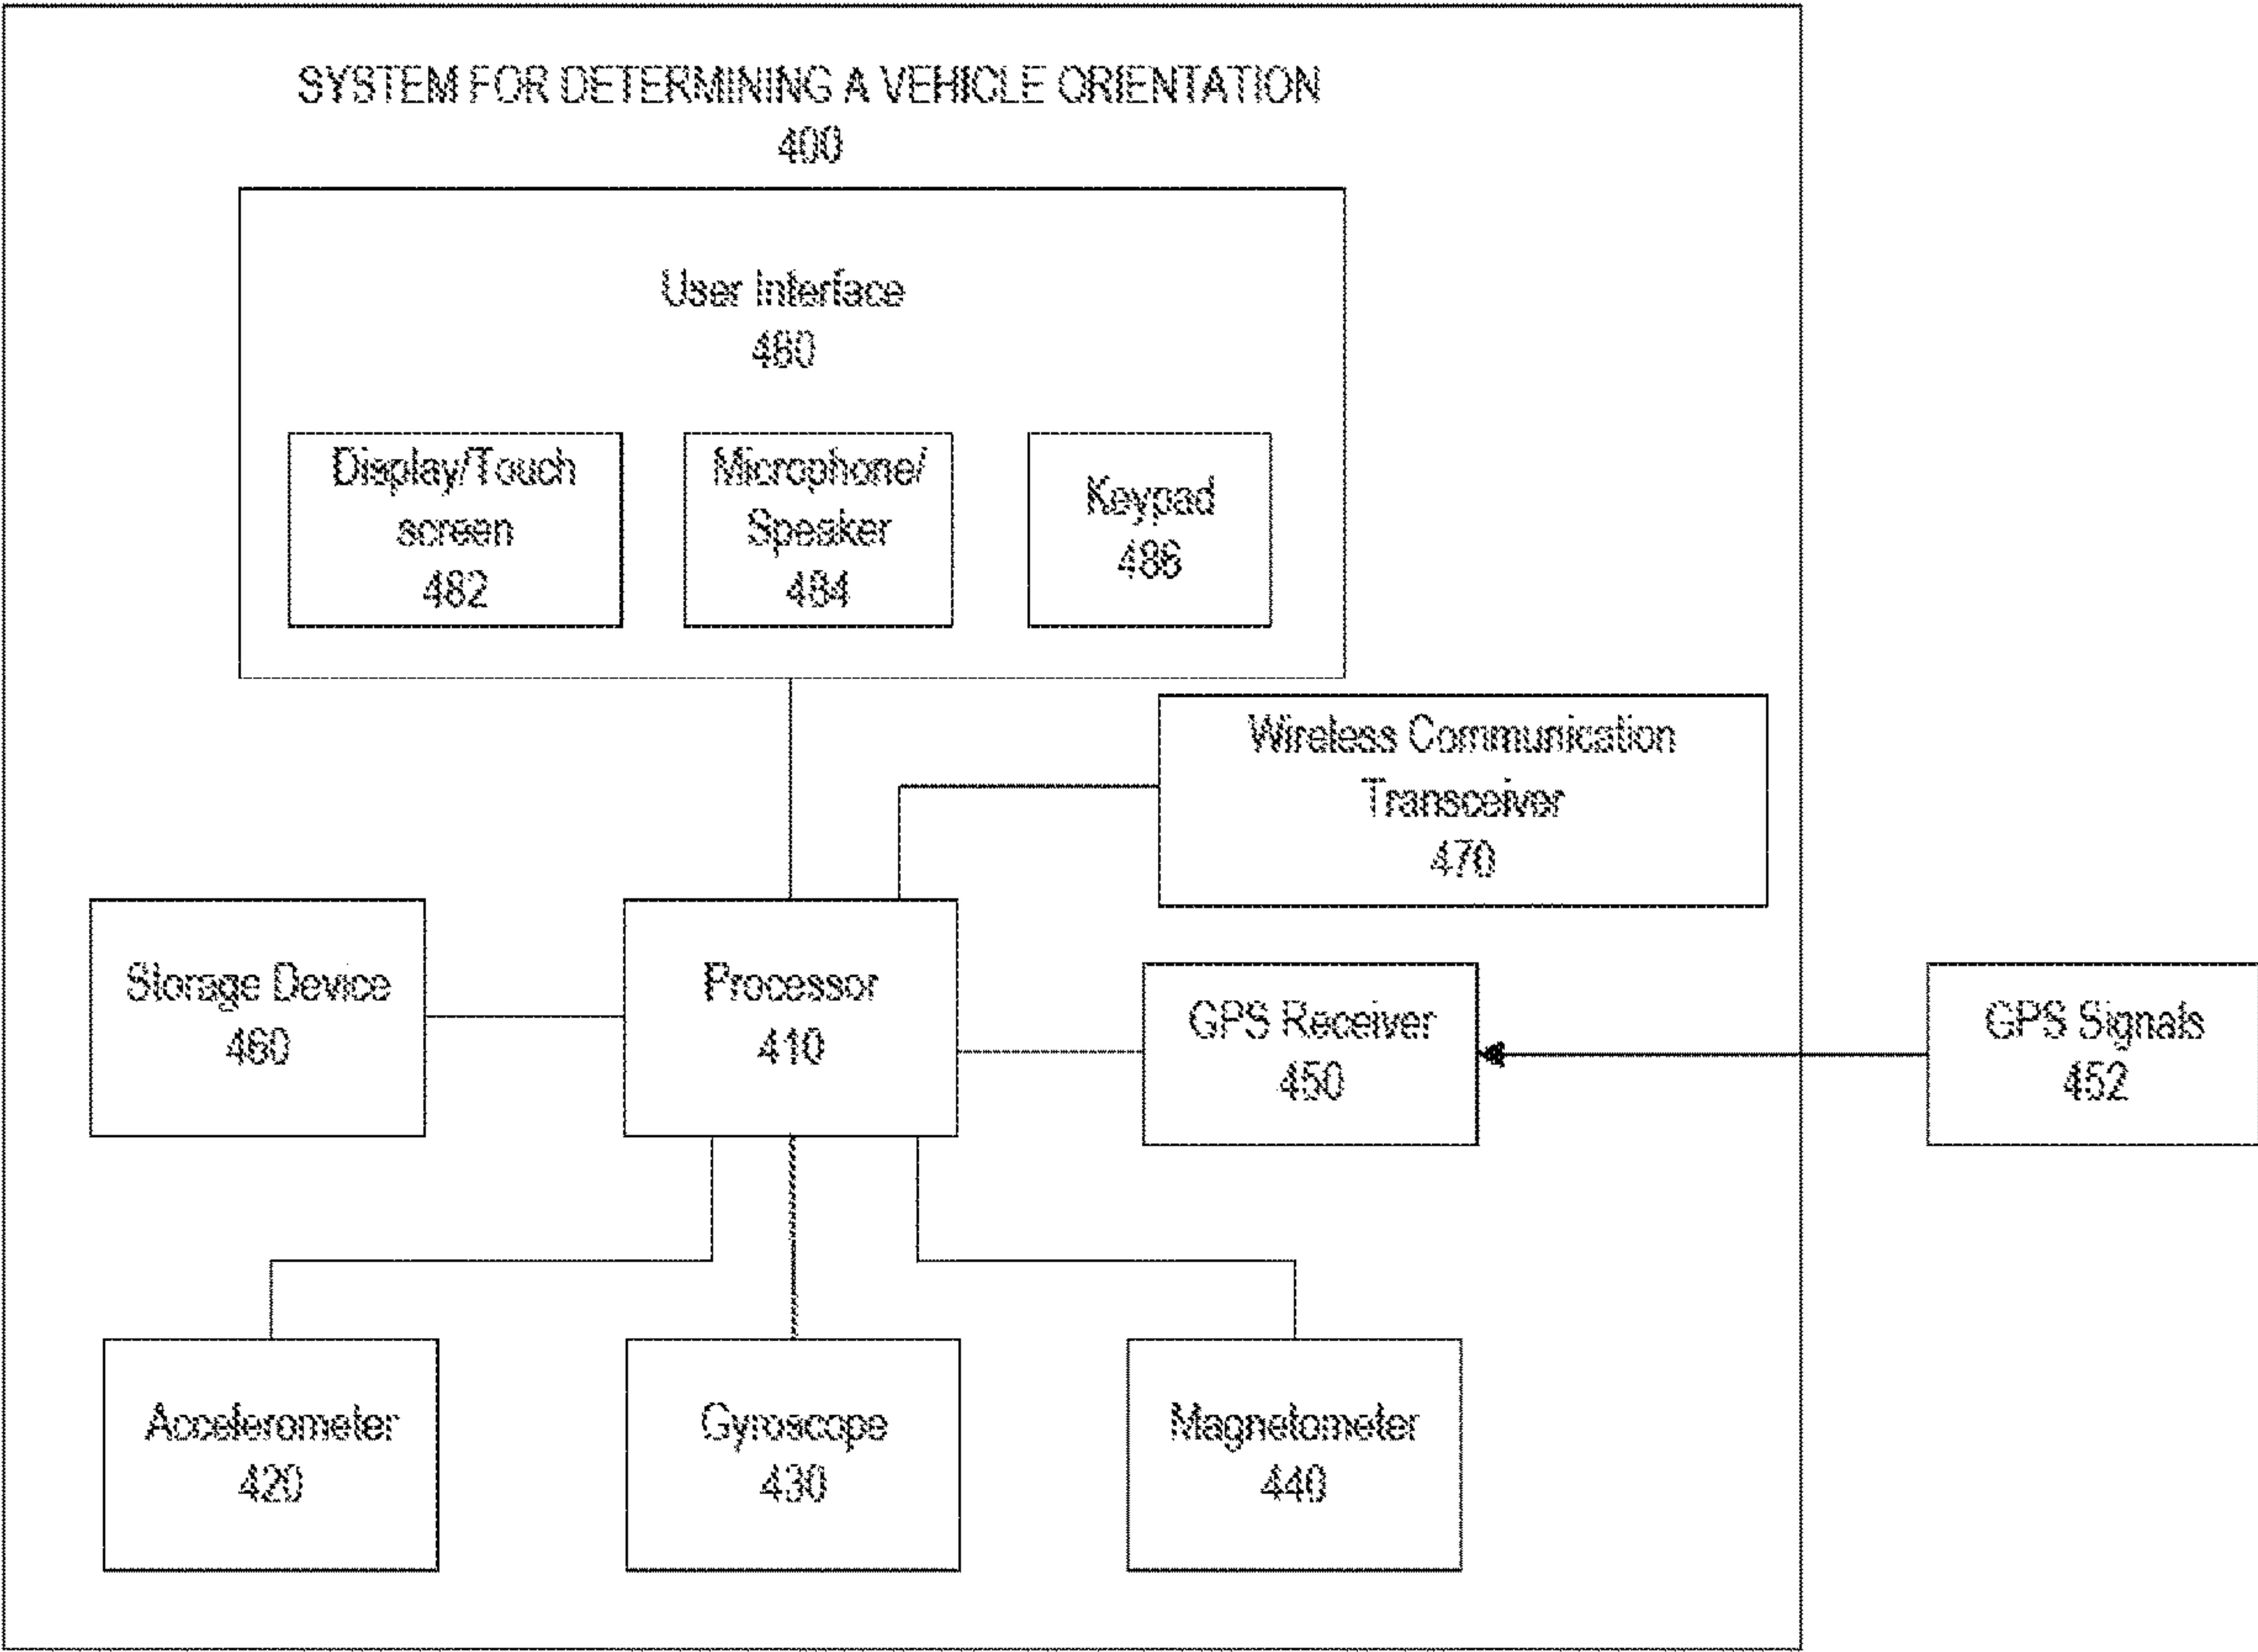 SYSTEM FOR DETERMINING A VEHICLE ORIENTATION
400
User Interface
480
Display/Touch
screen
482
Microphone/
Speaker
484
Keypad
486
Wireless Communication
Transceiver
470
Storage Device
460
Processor
410
GPS Receiver
450
GPS Signals
452
Accelerometer
420
Gyroscope
430
Magnetometer
440